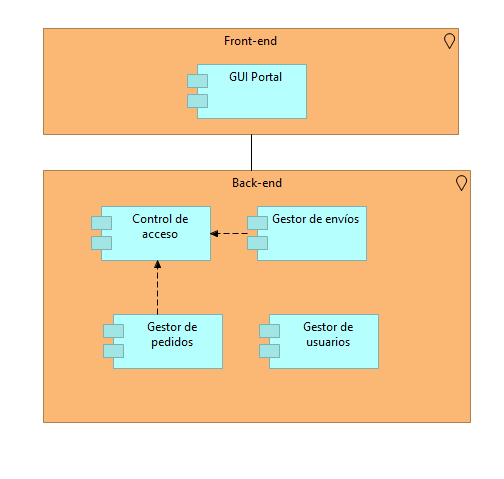 Front-end
GUI Portal
Back-end
Control de
acceso
Gestor de envíos
Gestor de
pedidos
Gestor de
usuarios